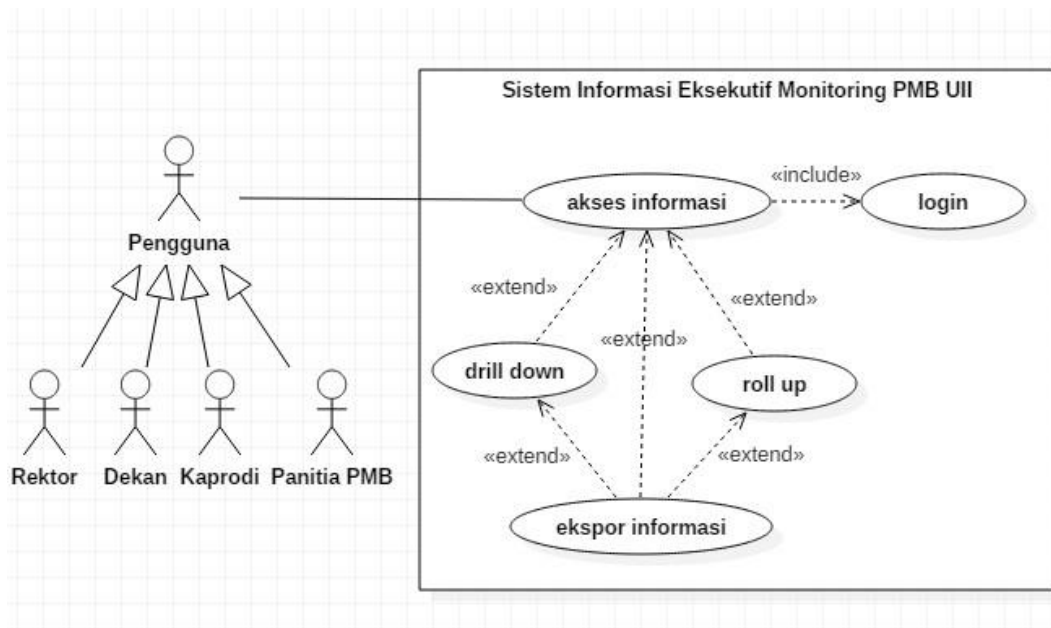 Sistem Informasi Eksekutif Monitoring PMB UII
«include»
akses informasi
login
Pengguna
«extend»
«extend»
«extend»
drill down
roll up
«extend»
«extend»
Rektor
Dekan
Kaprodi
Panitia PMB
ekspor informasi